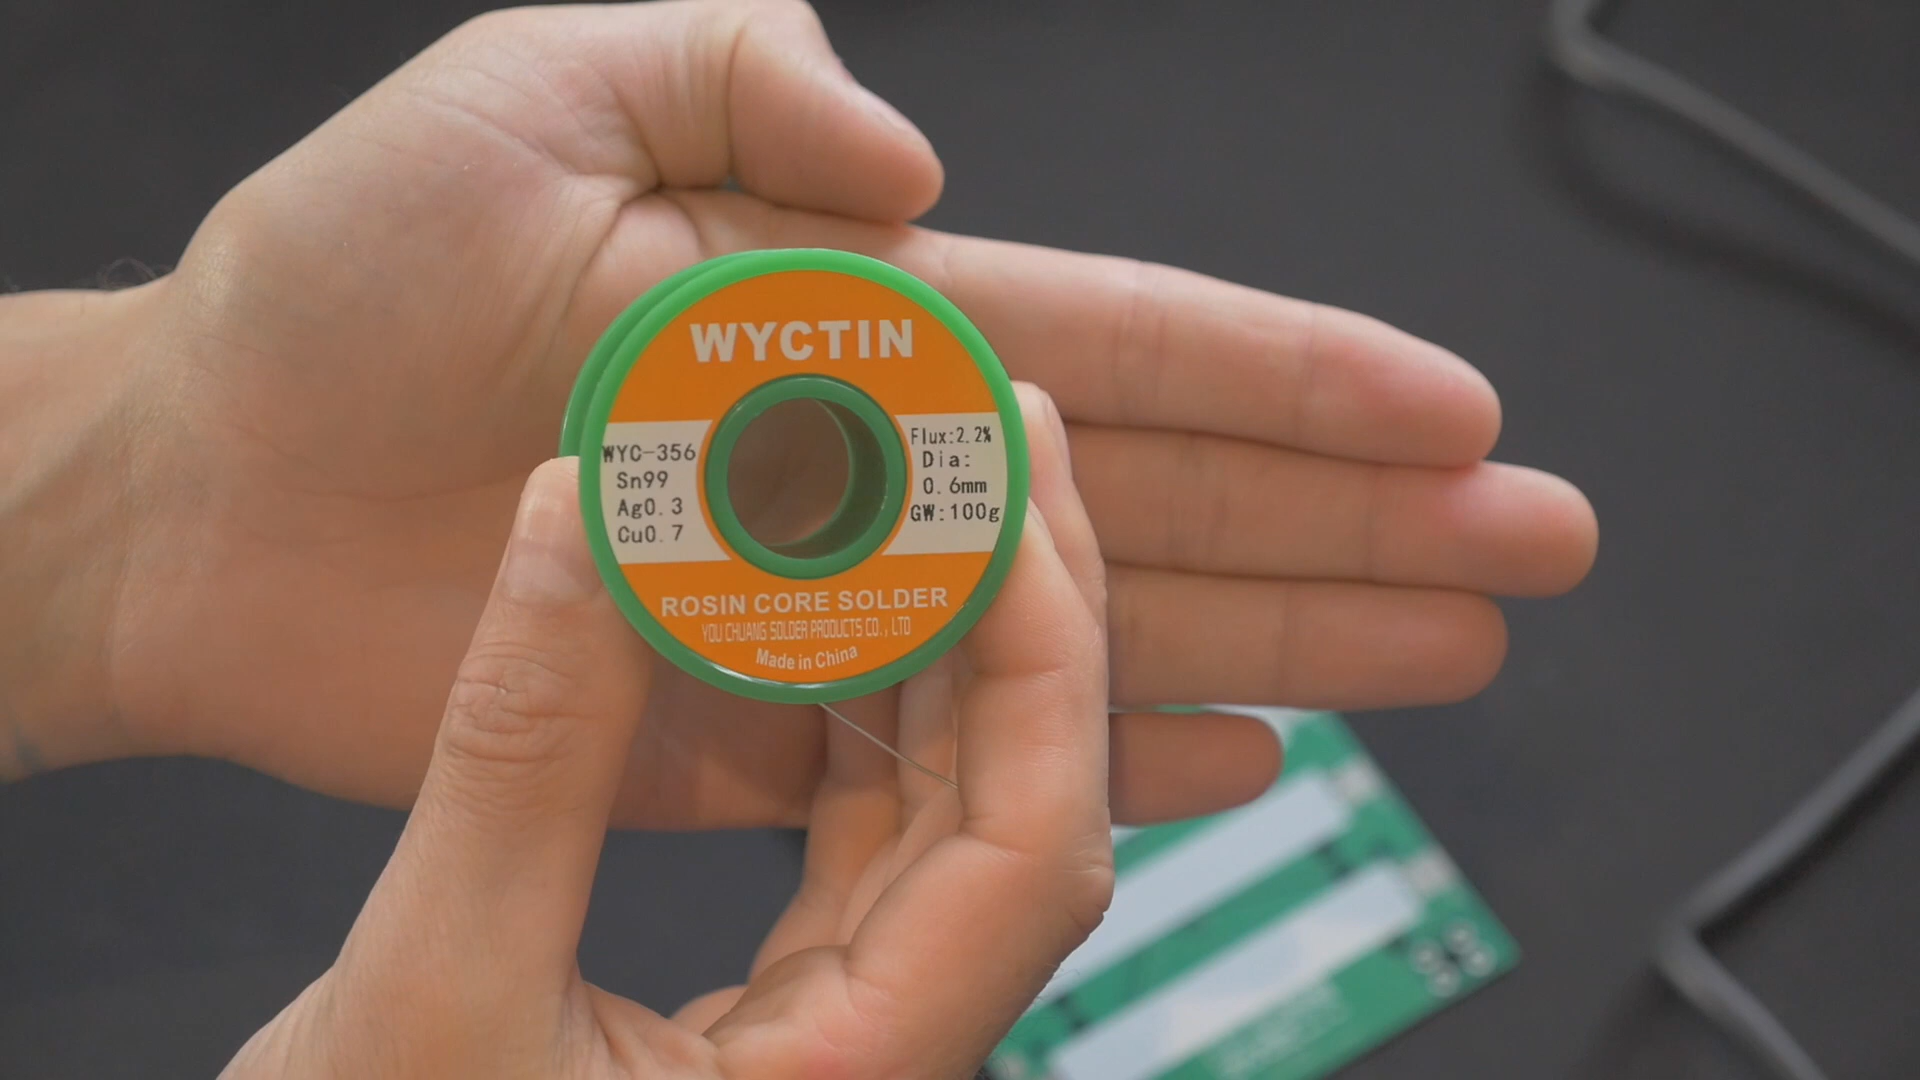 WYCTIN
WYC-356
Sn99
Ag0.3
Cu0.7
Flux:2.2%
Dia:
0.6mm
GW:100g
ROSIN CORE SOLDER
YOU CHUANG SOLDER PRODUCTS CO., LTD
Made in China